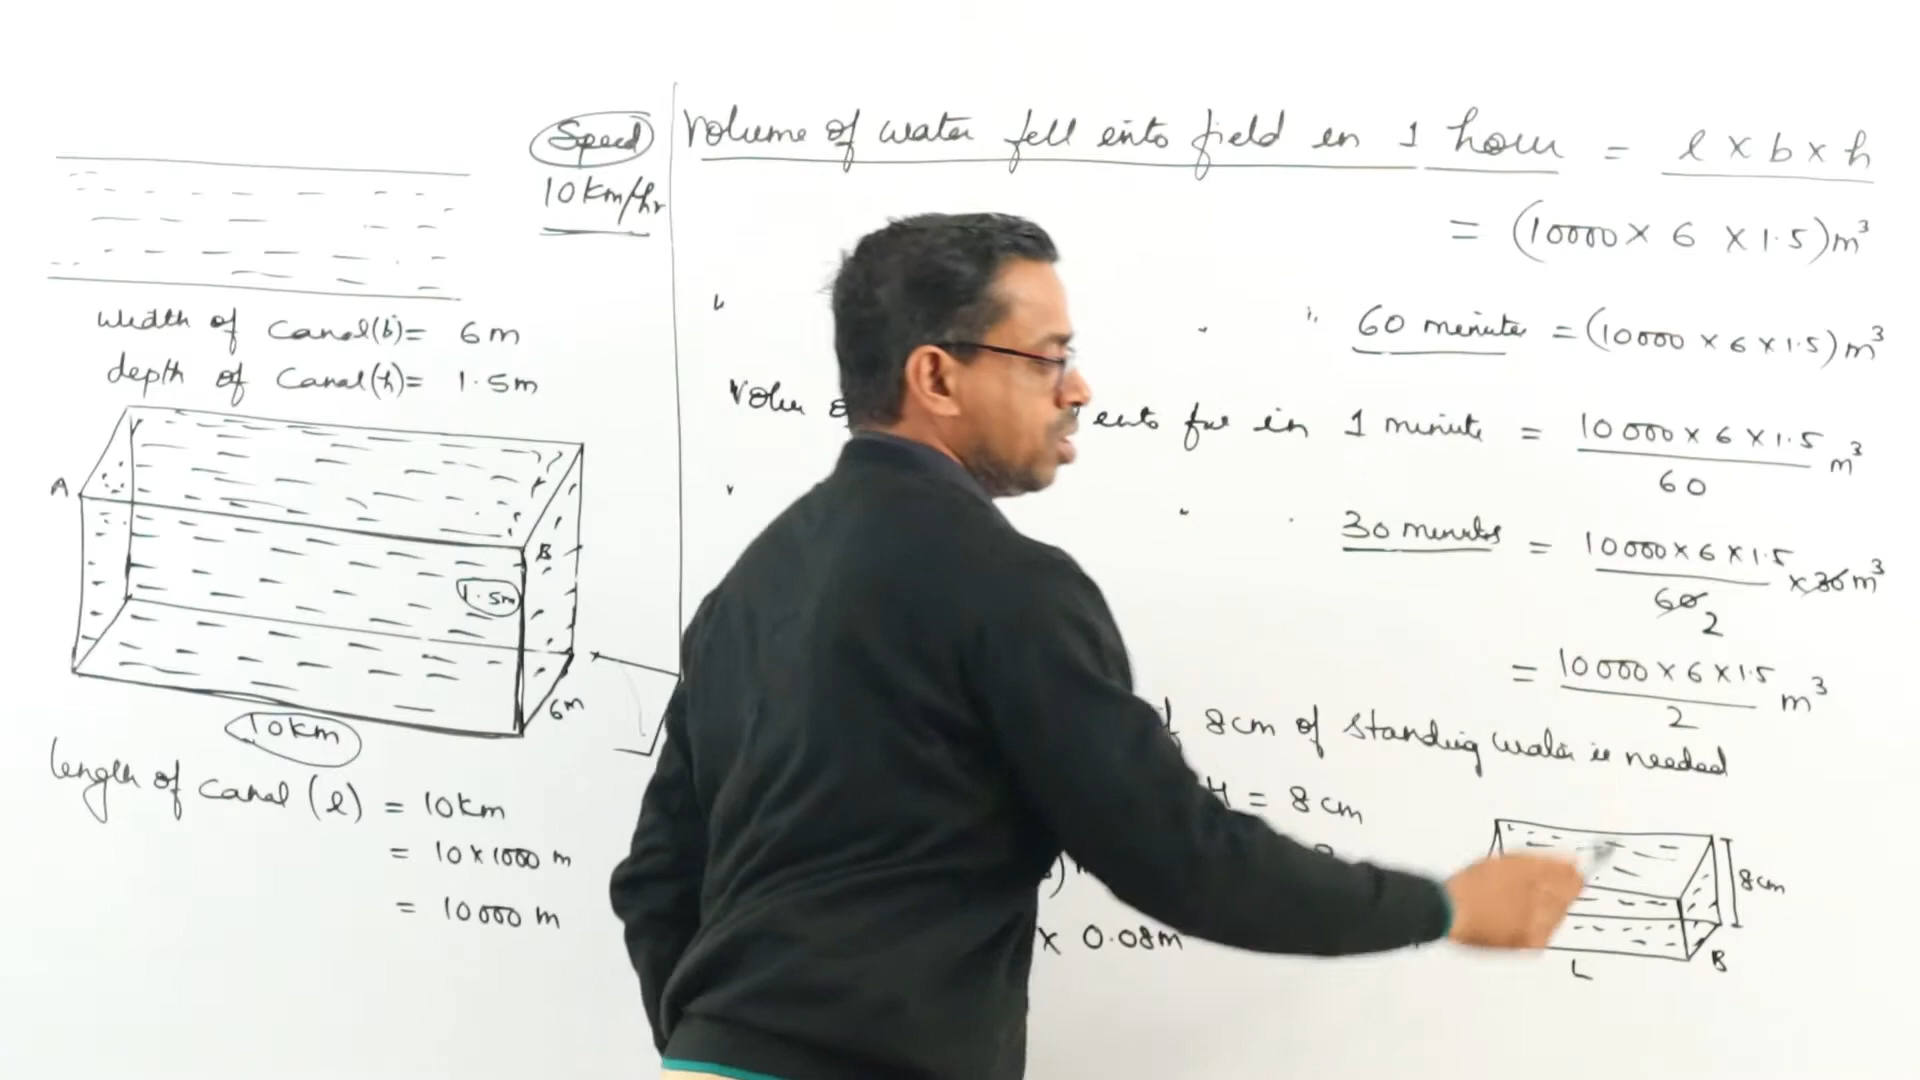 Speed
10 km/hr
width of canal(b) = 6 m
depth of canal(h) = 1.5m
A
B
1.5m
6m
10km
length of canal (l) = 10km
= 10 x 1000 m
= 10000 m
Volume of water fell into field in 1 hour = l x b x h
= (10000 x 6 x 1.5) m³
60 minute = (10000 x 6 x 1.5) m³
in 1 minute = 10000 x 6 x 1.5 / 60 m³
30 minutes = 10000 x 6 x 1.5 / 60 x 30 m³
2
= 10000 x 6 x 1.5 / 2 m³
8cm of standing water is needed
H = 8 cm
x 0.08m
8cm
L
B